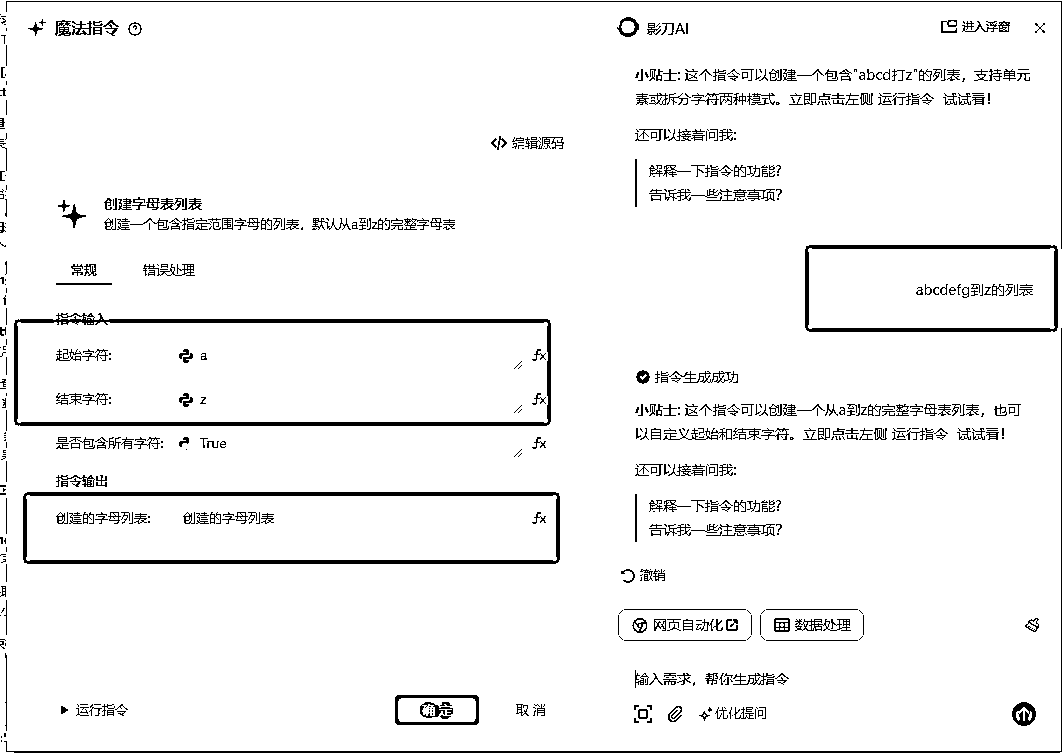 魔法指令
编辑源码
创建字母表列表
创建一个包含指定范围字母的列表，默认从a到z的完整字母表
常规 错误处理
指令输入
起始字符: a fx
结束字符: z fx
是否包含所有字符: True fx
指令输出
创建的字母列表: 创建的字母列表 fx
运行指令 确定 取消
影刀AI 进入浮窗
小贴士: 这个指令可以创建一个包含"abcd打z"的列表，支持单元
素或拆分字符两种模式。立即点击左侧 运行指令 试试看！
还可以接着问我:
解释一下指令的功能?
告诉我一些注意事项?
abcdefg到z的列表
指令生成成功
小贴士: 这个指令可以创建一个从a到z的完整字母表列表，也可
以自定义起始和结束字符。立即点击左侧 运行指令 试试看！
还可以接着问我:
解释一下指令的功能?
告诉我一些注意事项?
撤销
网页自动化 数据处理
输入需求，帮你生成指令
优化提问